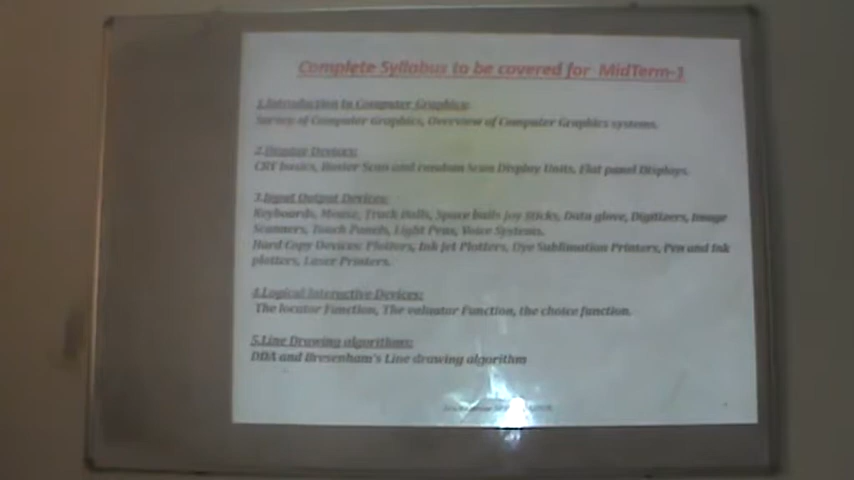 Complete Syllabus to be covered for MidTerm-1
1.Introduction to Computer Graphics:
Survey of Computer Graphics, Overview of Computer Graphics systems.
2.Display Devices:
CRT basics, Raster Scan and random Scan Display Units, Flat panel Displays.
3.Input Output Devices:
Keyboards, Mouse, Track Balls, Space balls Joy Sticks, Data glove, Digitizers, Image
Scanners, Touch Panels, Light Pens, Voice Systems.
Hard Copy Devices: Plotters, Ink Jet Plotters, Dye Sublimation Printers, Pen and Ink
plotters, Laser Printers.
4.Logical Interactive Devices:
The locator Function, The valuator Function, the choice function.
5.Line Drawing algorithms:
DDA and Bresenham's Line drawing algorithm